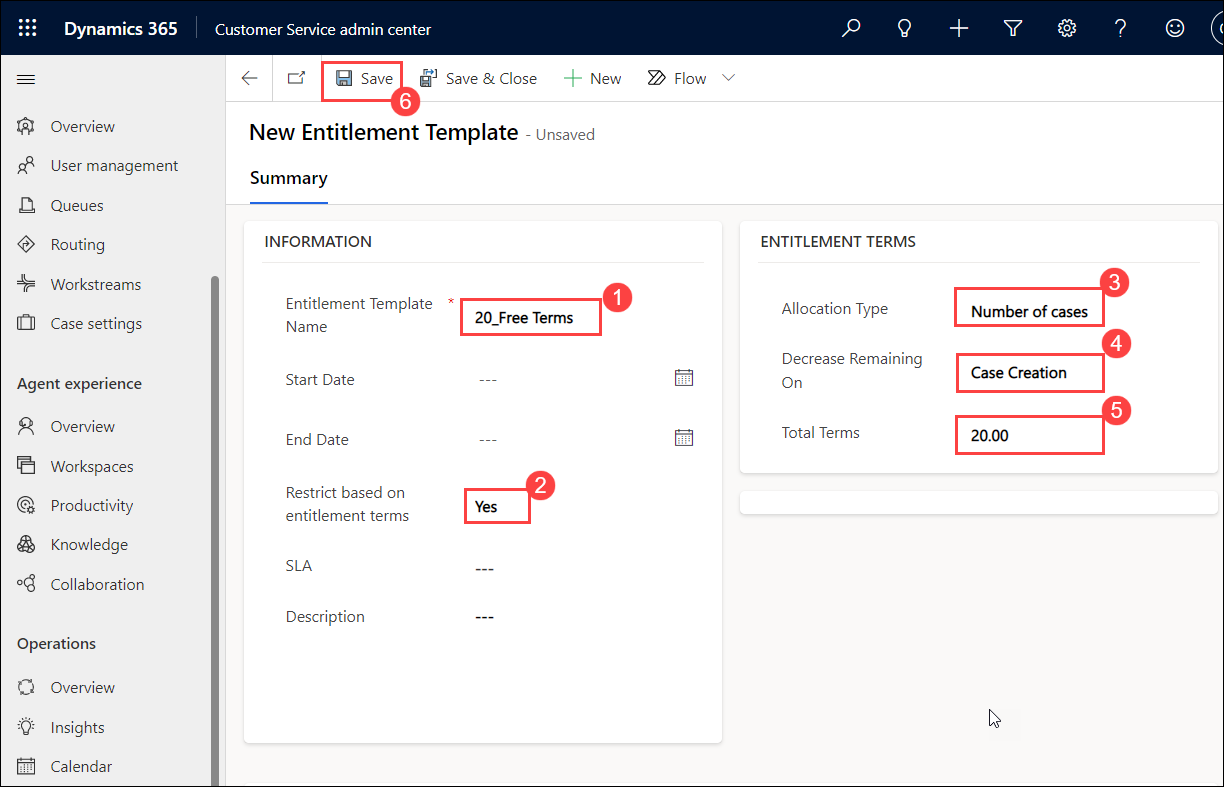 Dynamics 365
Customer Service admin center
Save
6
Save & Close
New
Flow
New Entitlement Template - Unsaved
Summary
Overview
User management
Queues
Routing
Workstreams
Case settings
Agent experience
Overview
Workspaces
Productivity
Knowledge
Collaboration
Operations
Overview
Insights
Calendar
INFORMATION
Entitlement Template
Name
*
20_Free Terms
1
Start Date
---
End Date
---
Restrict based on
entitlement terms
Yes
2
SLA
---
Description
---
ENTITLEMENT TERMS
Allocation Type
Number of cases
3
Decrease Remaining
On
Case Creation
4
Total Terms
20.00
5